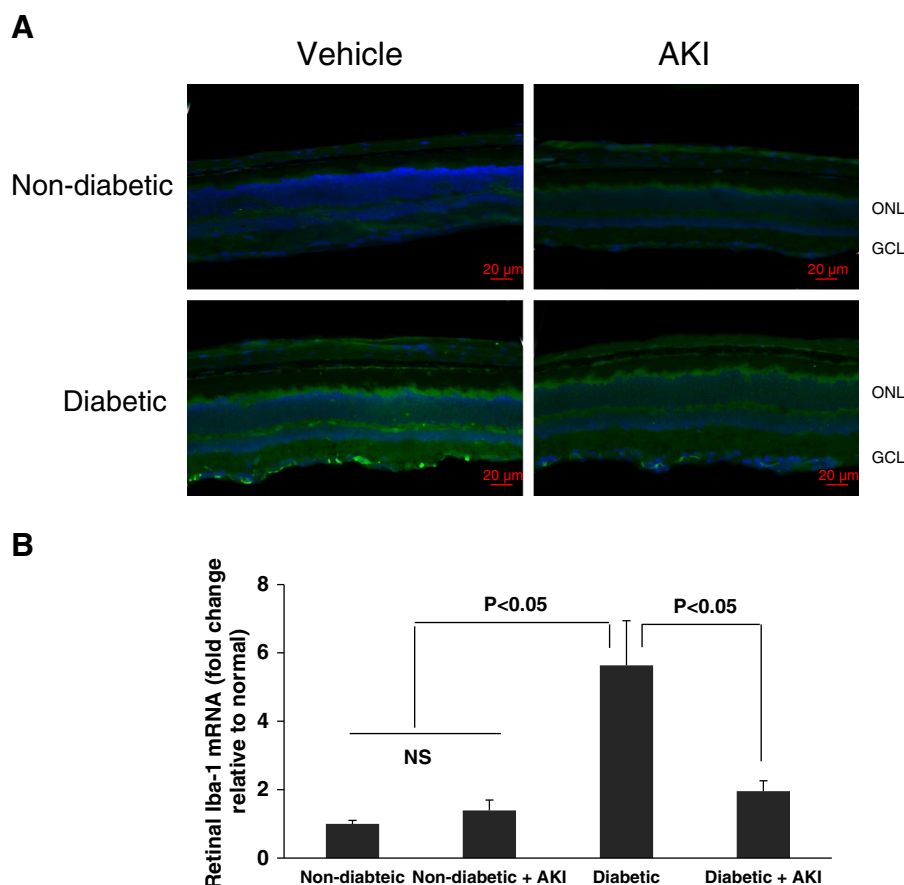 A
Vehicle AKI
Non-diabetic
ONL
GCL
20 µm 20 µm
Diabetic
ONL
GCL
20 µm 20 µm
B
Retinal Iba-1 mRNA (fold change
relative to normal)
8
6
4
2
0
P<0.05
P<0.05
NS
Non-diabteic Non-diabetic + AKI Diabetic Diabetic + AKI